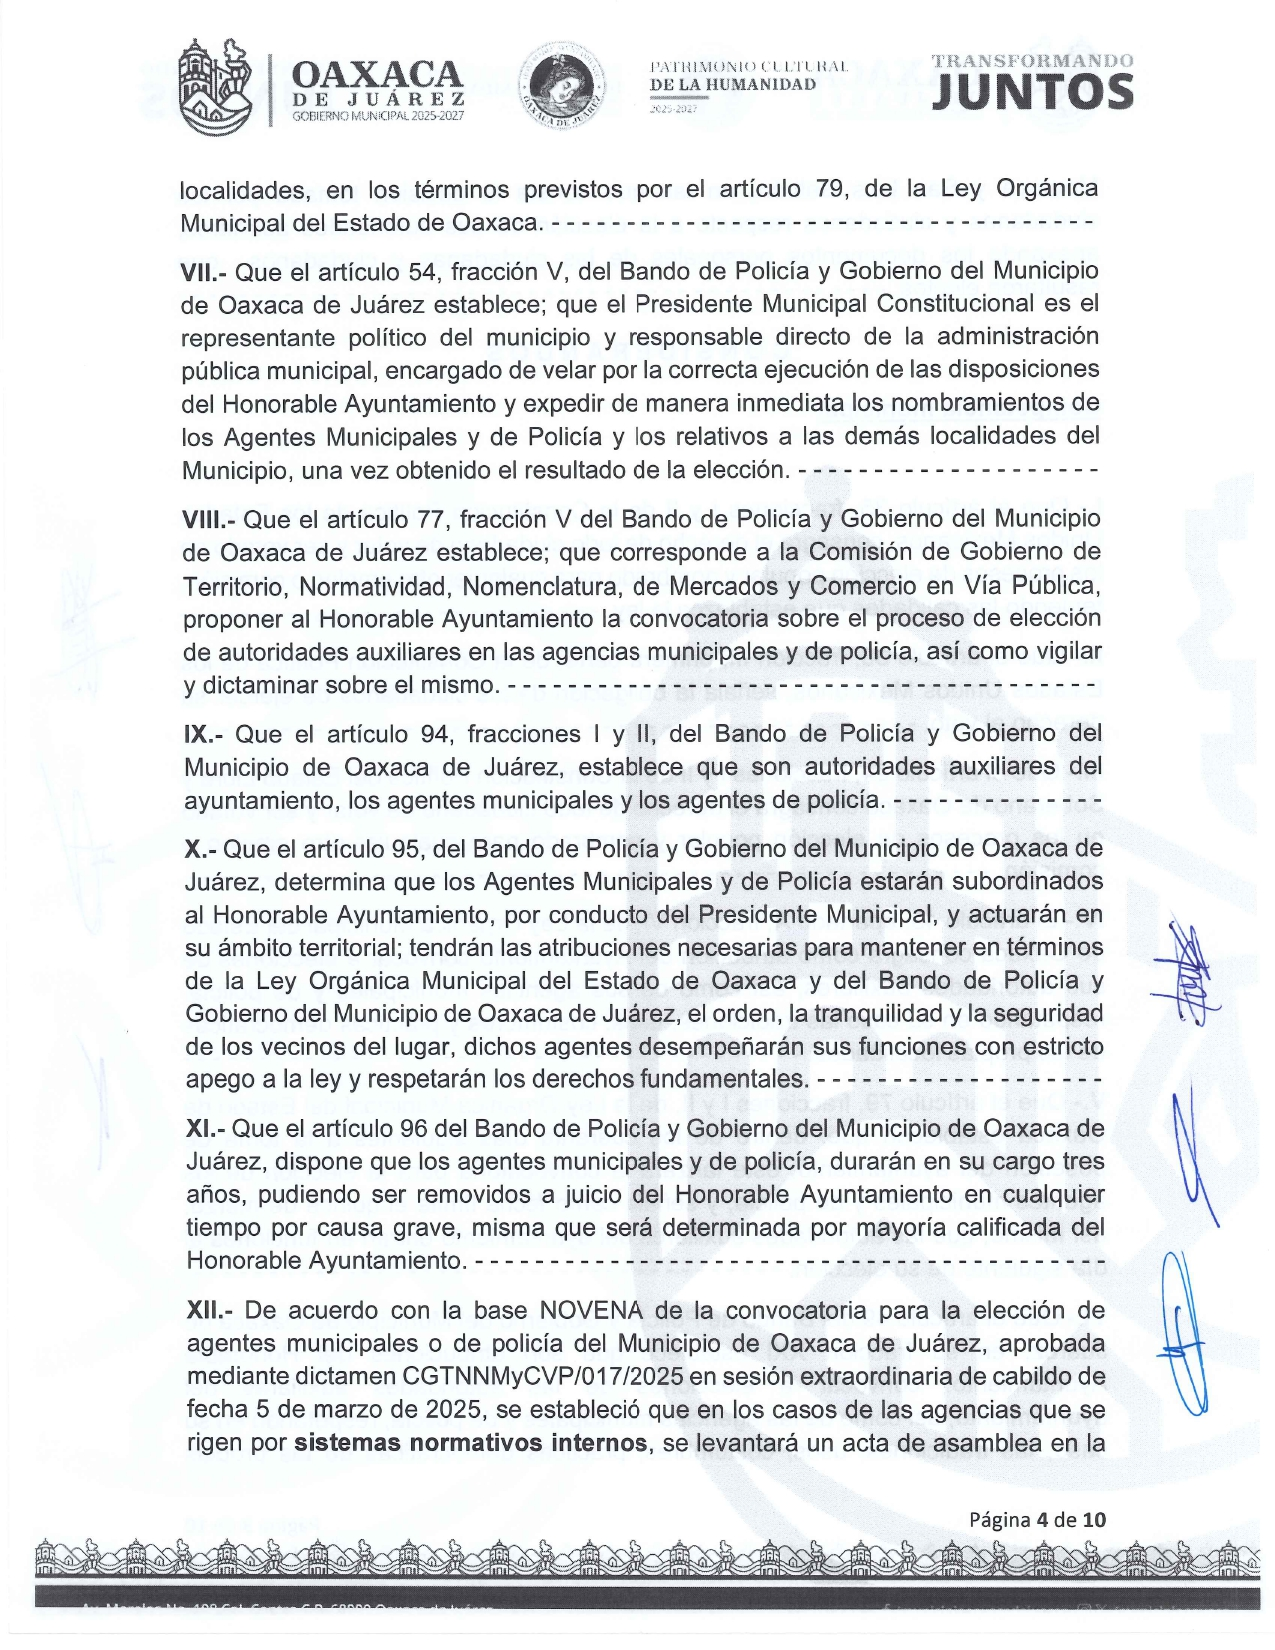 OAXACA
DE JUÁREZ
GOBIERNO MUNICIPAL 2025-2027
OAXACA DE JUÁREZ
PATRIMONIO CULTURAL
DE LA HUMANIDAD
2025-2027
TRANSFORMANDO
JUNTOS
localidades, en los términos previstos por el artículo 79, de la Ley Orgánica
Municipal del Estado de Oaxaca. - - - - - - - - - - - - - - - - - - - - - - - - - - - - - - - - - - - -
VII.- Que el artículo 54, fracción V, del Bando de Policía y Gobierno del Municipio
de Oaxaca de Juárez establece; que el Presidente Municipal Constitucional es el
representante político del municipio y responsable directo de la administración
pública municipal, encargado de velar por la correcta ejecución de las disposiciones
del Honorable Ayuntamiento y expedir de manera inmediata los nombramientos de
los Agentes Municipales y de Policía y los relativos a las demás localidades del
Municipio, una vez obtenido el resultado de la elección. - - - - - - - - - - - - - - - - - - - -
VIII.- Que el artículo 77, fracción V del Bando de Policía y Gobierno del Municipio
de Oaxaca de Juárez establece; que corresponde a la Comisión de Gobierno de
Territorio, Normatividad, Nomenclatura, de Mercados y Comercio en Vía Pública,
proponer al Honorable Ayuntamiento la convocatoria sobre el proceso de elección
de autoridades auxiliares en las agencias municipales y de policía, así como vigilar
y dictaminar sobre el mismo. - - - - - - - - - - - - - - - - - - - - - - - - - - - - - - - - - - - - - - -
IX.- Que el artículo 94, fracciones I y II, del Bando de Policía y Gobierno del
Municipio de Oaxaca de Juárez, establece que son autoridades auxiliares del
ayuntamiento, los agentes municipales y los agentes de policía. - - - - - - - - - - - - - -
X.- Que el artículo 95, del Bando de Policía y Gobierno del Municipio de Oaxaca de
Juárez, determina que los Agentes Municipales y de Policía estarán subordinados
al Honorable Ayuntamiento, por conducto del Presidente Municipal, y actuarán en
su ámbito territorial; tendrán las atribuciones necesarias para mantener en términos
de la Ley Orgánica Municipal del Estado de Oaxaca y del Bando de Policía y
Gobierno del Municipio de Oaxaca de Juárez, el orden, la tranquilidad y la seguridad
de los vecinos del lugar, dichos agentes desempeñarán sus funciones con estricto
apego a la ley y respetarán los derechos fundamentales. - - - - - - - - - - - - - - - - - - -
XI.- Que el artículo 96 del Bando de Policía y Gobierno del Municipio de Oaxaca de
Juárez, dispone que los agentes municipales y de policía, durarán en su cargo tres
años, pudiendo ser removidos a juicio del Honorable Ayuntamiento en cualquier
tiempo por causa grave, misma que será determinada por mayoría calificada del
Honorable Ayuntamiento. - - - - - - - - - - - - - - - - - - - - - - - - - - - - - - - - - - - - - - - - - -
XII.- De acuerdo con la base NOVENA de la convocatoria para la elección de
agentes municipales o de policía del Municipio de Oaxaca de Juárez, aprobada
mediante dictamen CGTNNMyCVP/017/2025 en sesión extraordinaria de cabildo de
fecha 5 de marzo de 2025, se estableció que en los casos de las agencias que se
rigen por sistemas normativos internos, se levantará un acta de asamblea en la
Página 4 de 10